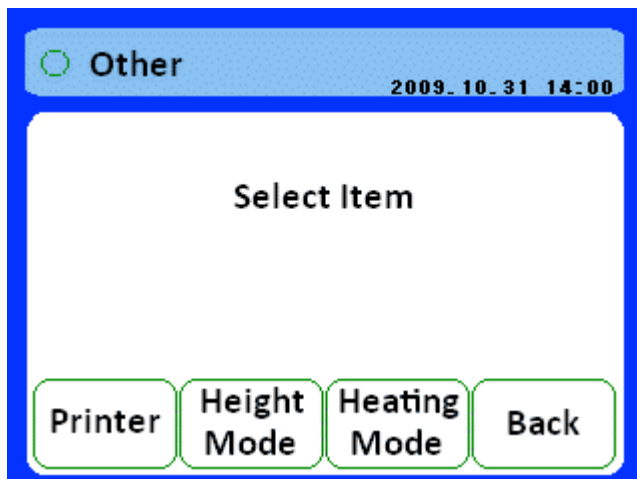 Other
2009.10.31 14:00
Select Item
Printer
Height
Mode
Heating
Mode
Back